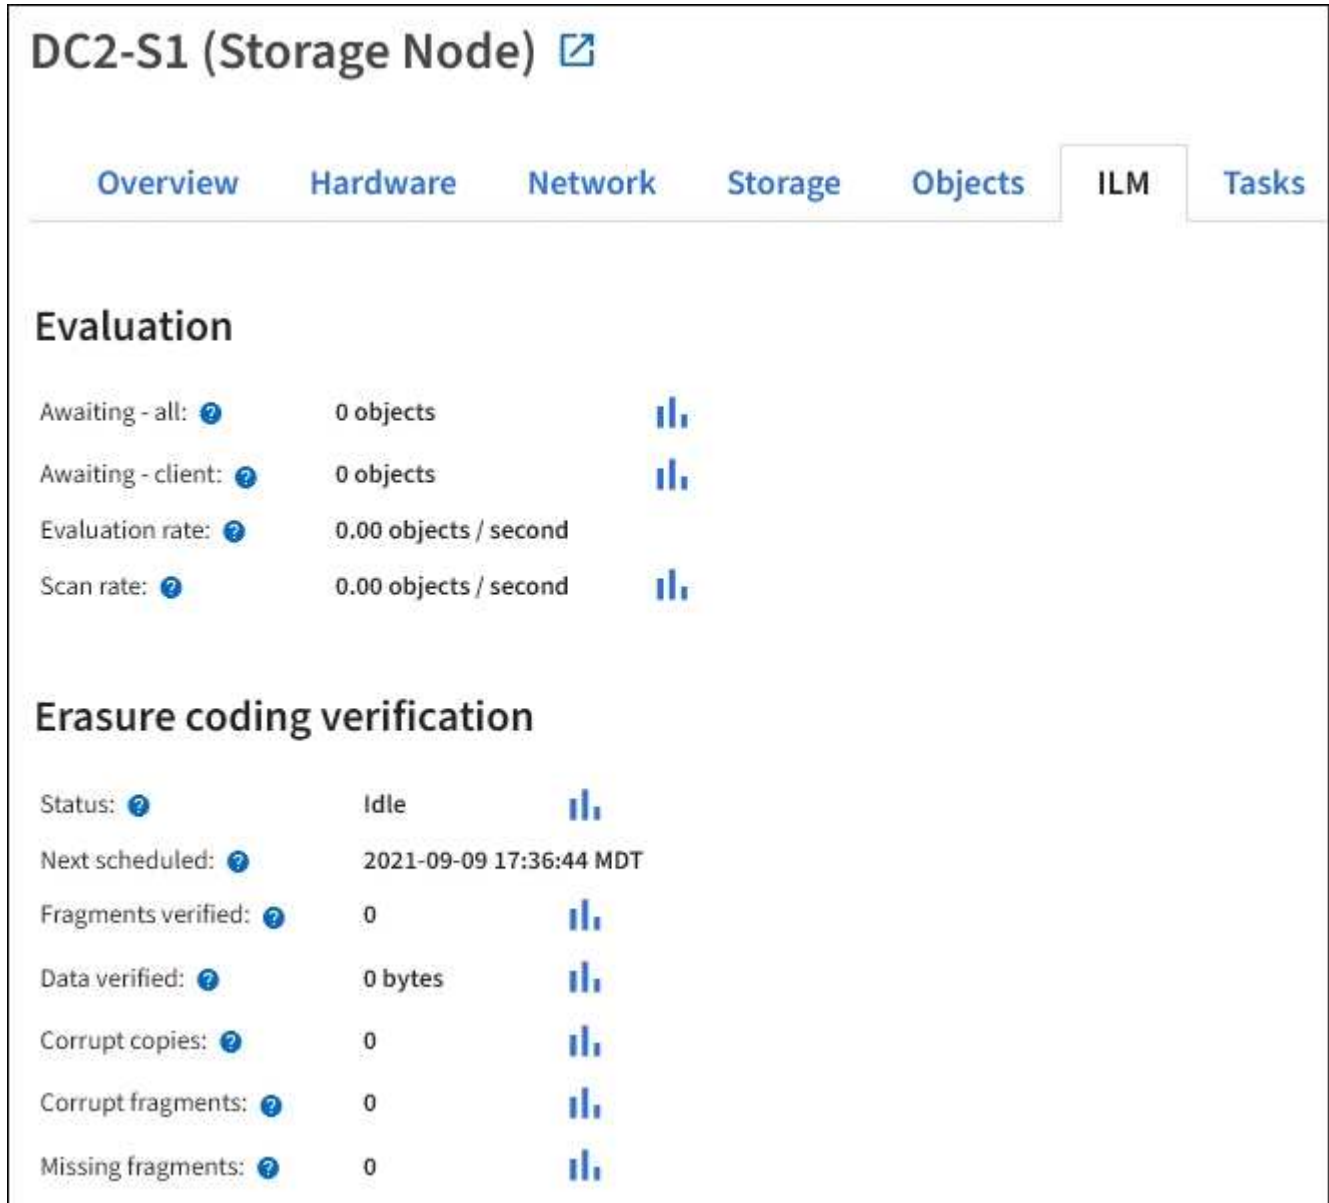 DC2-S1 (Storage Node)
Overview Hardware Network Storage Objects ILM Tasks
Evaluation
Awaiting - all: 0 objects
Awaiting - client: 0 objects
Evaluation rate: 0.00 objects / second
Scan rate: 0.00 objects / second
Erasure coding verification
Status: Idle
Next scheduled: 2021-09-09 17:36:44 MDT
Fragments verified: 0
Data verified: 0 bytes
Corrupt copies: 0
Corrupt fragments: 0
Missing fragments: 0